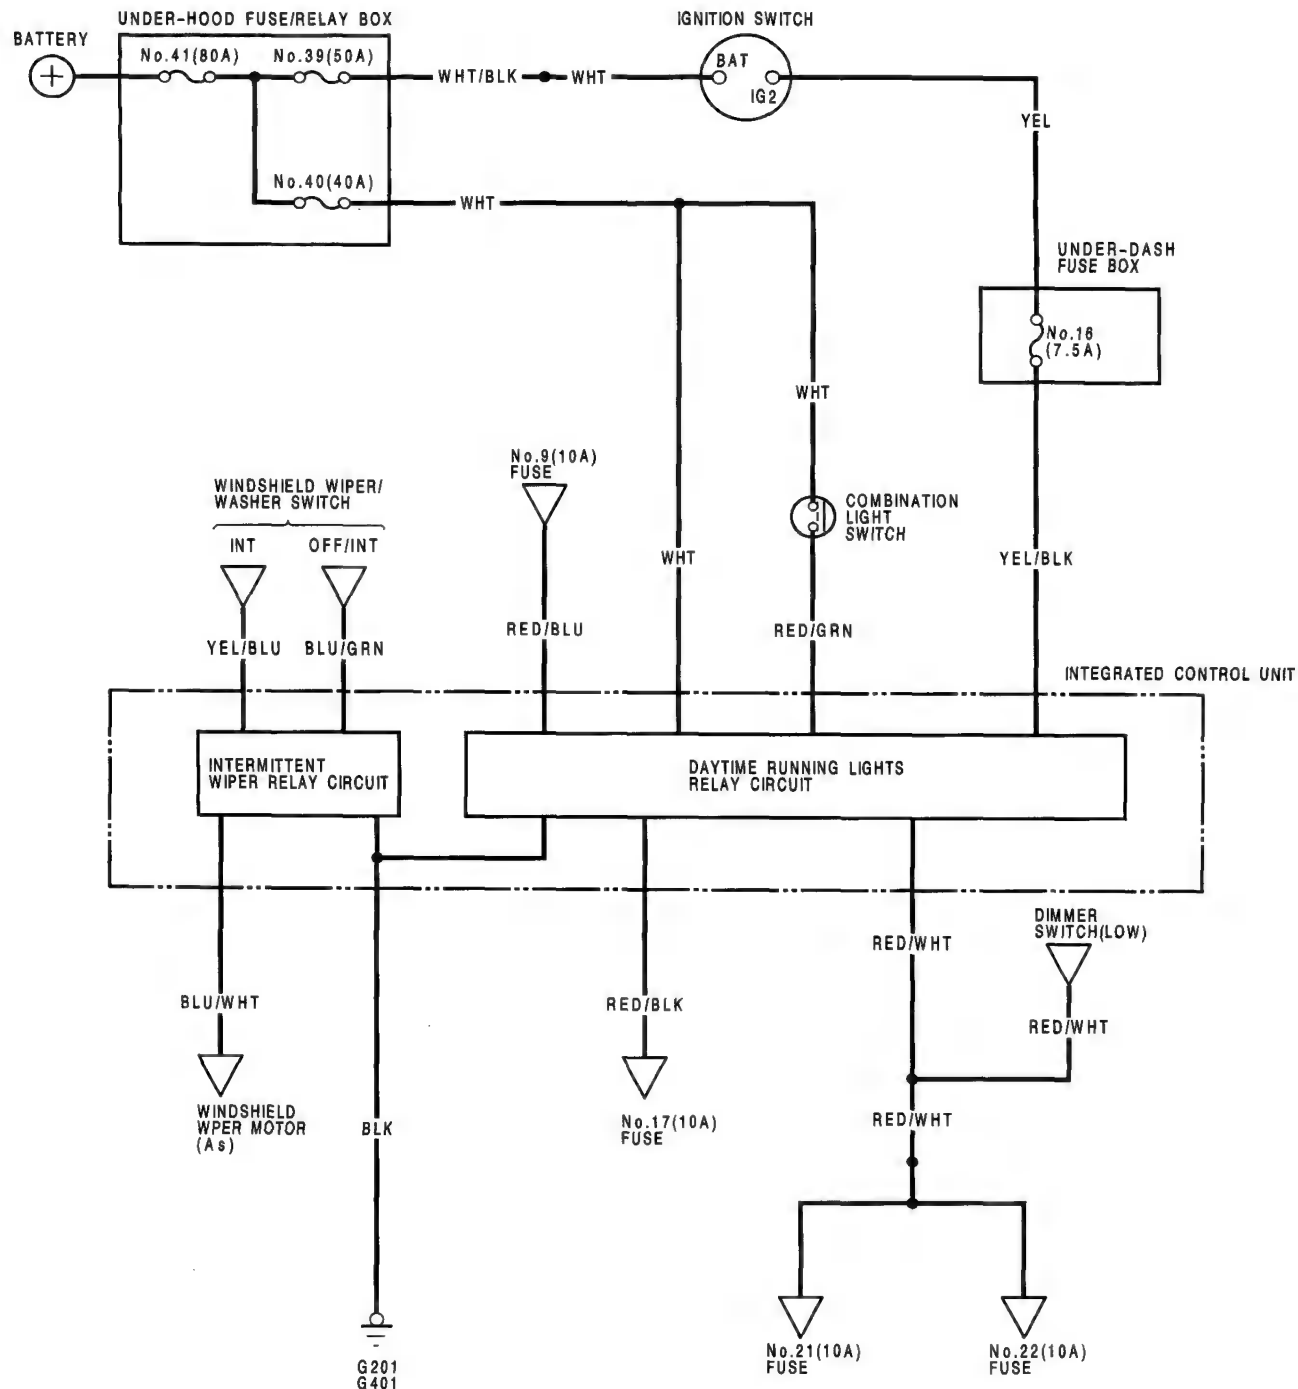 UNDER-HOOD FUSE/RELAY BOX
IGNITION SWITCH
BATTERY
No.41(80A)
No.39(50A)
WHT/BLK
WHT
BAT
IG2
YEL
No.40(40A)
WHT
UNDER-DASH
FUSE BOX
No.16
(7.5A)
WHT
No.9(10A)
FUSE
WINDSHIELD WIPER/
WASHER SWITCH
COMBINATION
LIGHT
SWITCH
INT
OFF/INT
WHT
YEL/BLK
RED/BLU
RED/GRN
YEL/BLU
BLU/GRN
INTEGRATED CONTROL UNIT
INTERMITTENT
WIPER RELAY CIRCUIT
DAYTIME RUNNING LIGHTS
RELAY CIRCUIT
DIMMER
SWITCH(LOW)
RED/WHT
BLU/WHT
RED/BLK
RED/WHT
WINDSHIELD
WPER MOTOR
(As)
BLK
No.17(10A)
FUSE
RED/WHT
No.21(10A)
FUSE
No.22(10A)
FUSE
G201
G401